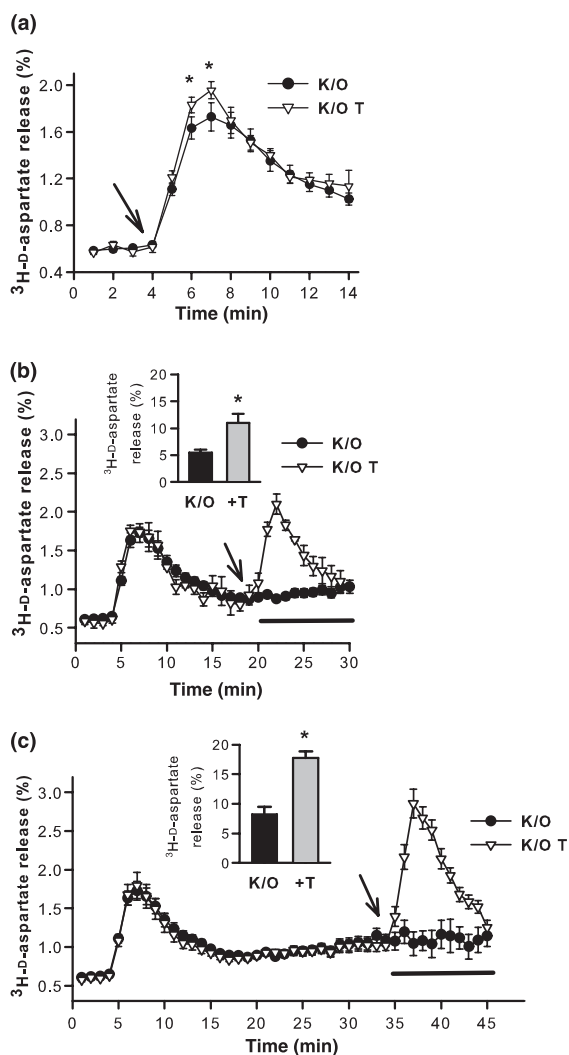 (a)
³H-D-aspartate release (%)
2.0
1.6
1.2
0.8
0.4
* *
K/O
K/O T
0 2 4 6 8 10 12 14
Time (min)
(b)
³H-D-aspartate release (%)
3.0
2.5
2.0
1.5
1.0
0.5
³H-D-aspartate
release (%)
20
15
10
5
0
*
K/O +T
K/O
K/O T
0 5 10 15 20 25 30
Time (min)
(c)
³H-D-aspartate release (%)
3.0
2.5
2.0
1.5
1.0
0.5
³H-D-aspartate
release (%)
20
15
10
5
0
*
K/O +T
K/O
K/O T
0 5 10 15 20 25 30 35 40 45
Time (min)